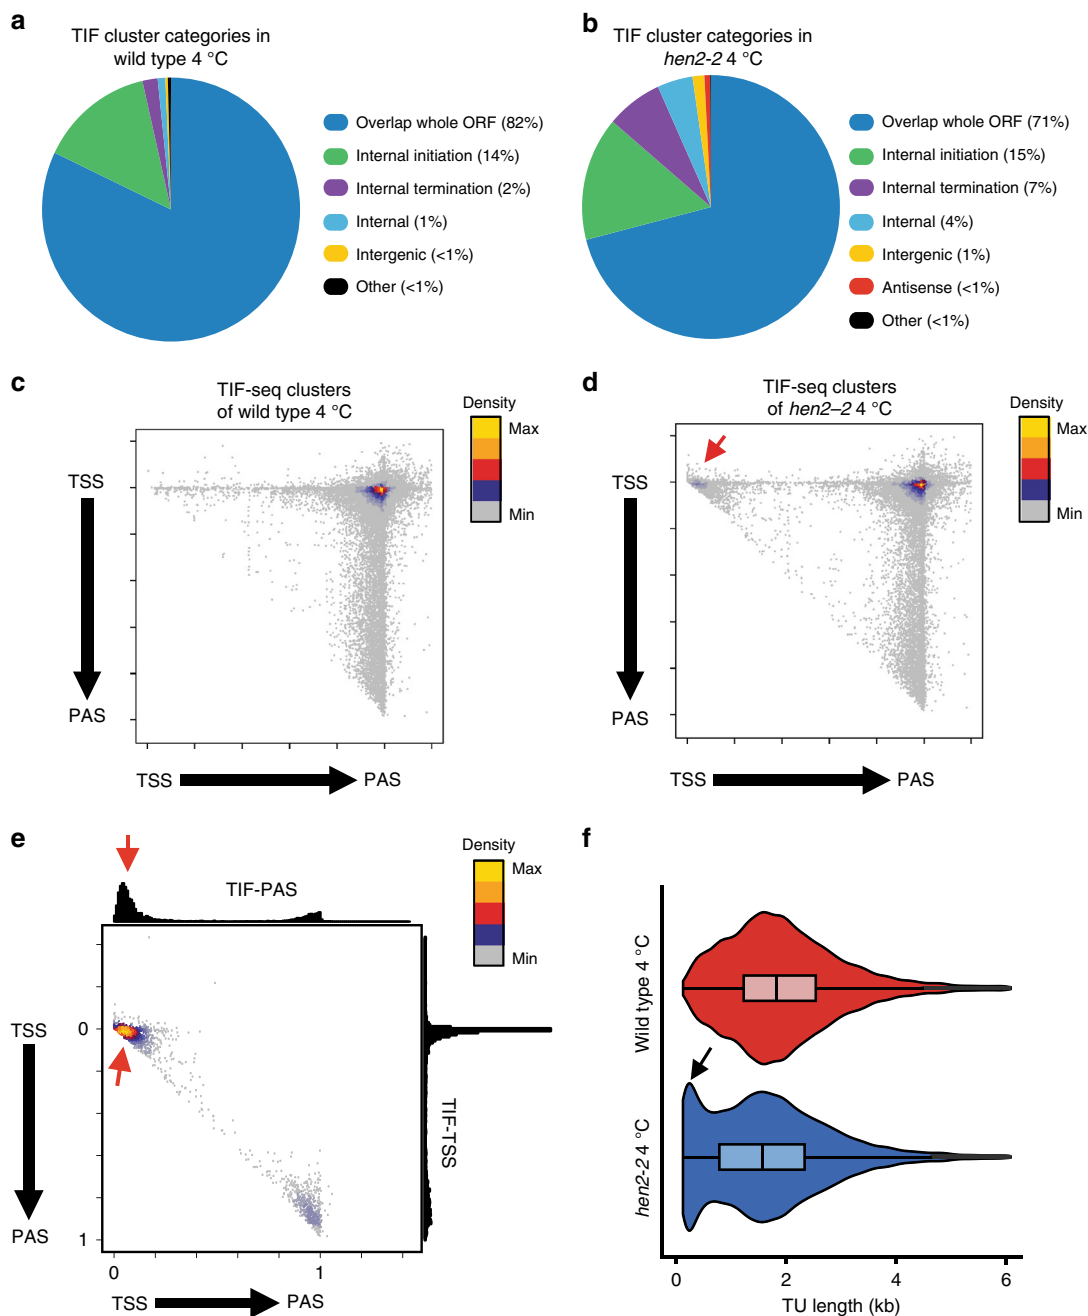 a
TIF cluster categories in
wild type 4 °C
Overlap whole ORF (82%)
Internal initiation (14%)
Internal termination (2%)
Internal (1%)
Intergenic (<1%)
Other (<1%)
b
TIF cluster categories in
hen2-2 4 °C
Overlap whole ORF (71%)
Internal initiation (15%)
Internal termination (7%)
Internal (4%)
Intergenic (1%)
Antisense (<1%)
Other (<1%)
c
TIF-seq clusters
of wild type 4 °C
Density
Max
Min
TSS
PAS
TSS
PAS
d
TIF-seq clusters
of hen2–2 4 °C
Density
Max
Min
TSS
PAS
TSS
PAS
e
Density
Max
Min
TIF-PAS
TIF-TSS
TSS
0
PAS
1
0
1
TSS
PAS
f
Wild type 4 °C
hen2-2 4 °C
0
2
4
6
TU length (kb)